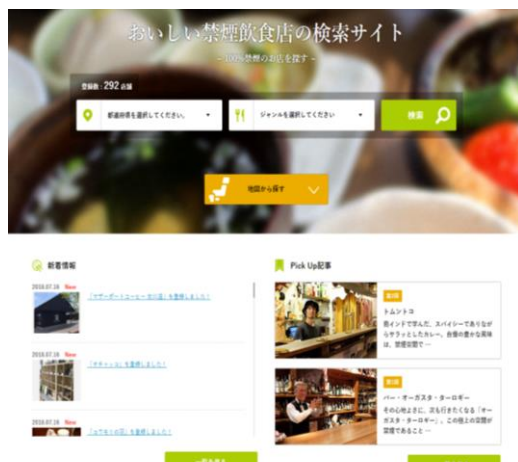 おいしい禁煙飲食店の検索サイト
~ 100%禁煙のお店を探す ~
登録数：292 店舗
都道府県を選択してください。
ジャンルを選択してください
検索
地図から探す
新着情報
2018.07.18 New
「マザーポートコーヒー 立川店」を登録しました！
2018.07.18 New
を登録しました！
2018.07.18 New
を登録しました！
Pick Up記事
トムントコ
南インドで学んだ、スパイシーでありなが
らサラッとしたカレー。自慢の豊かな風味
は、禁煙空間で …
バー・オーガスタ・ターロギー
その心地よさに、次も行きたくなる「オー
ガスタ・ターロギー」。この極上の空間が
禁煙であること …